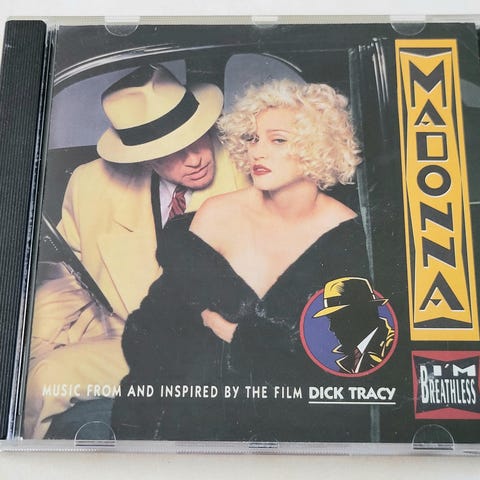 MADONNA
I'M
BREATHLESS
MUSIC FROM AND INSPIRED BY THE FILM DICK TRACY